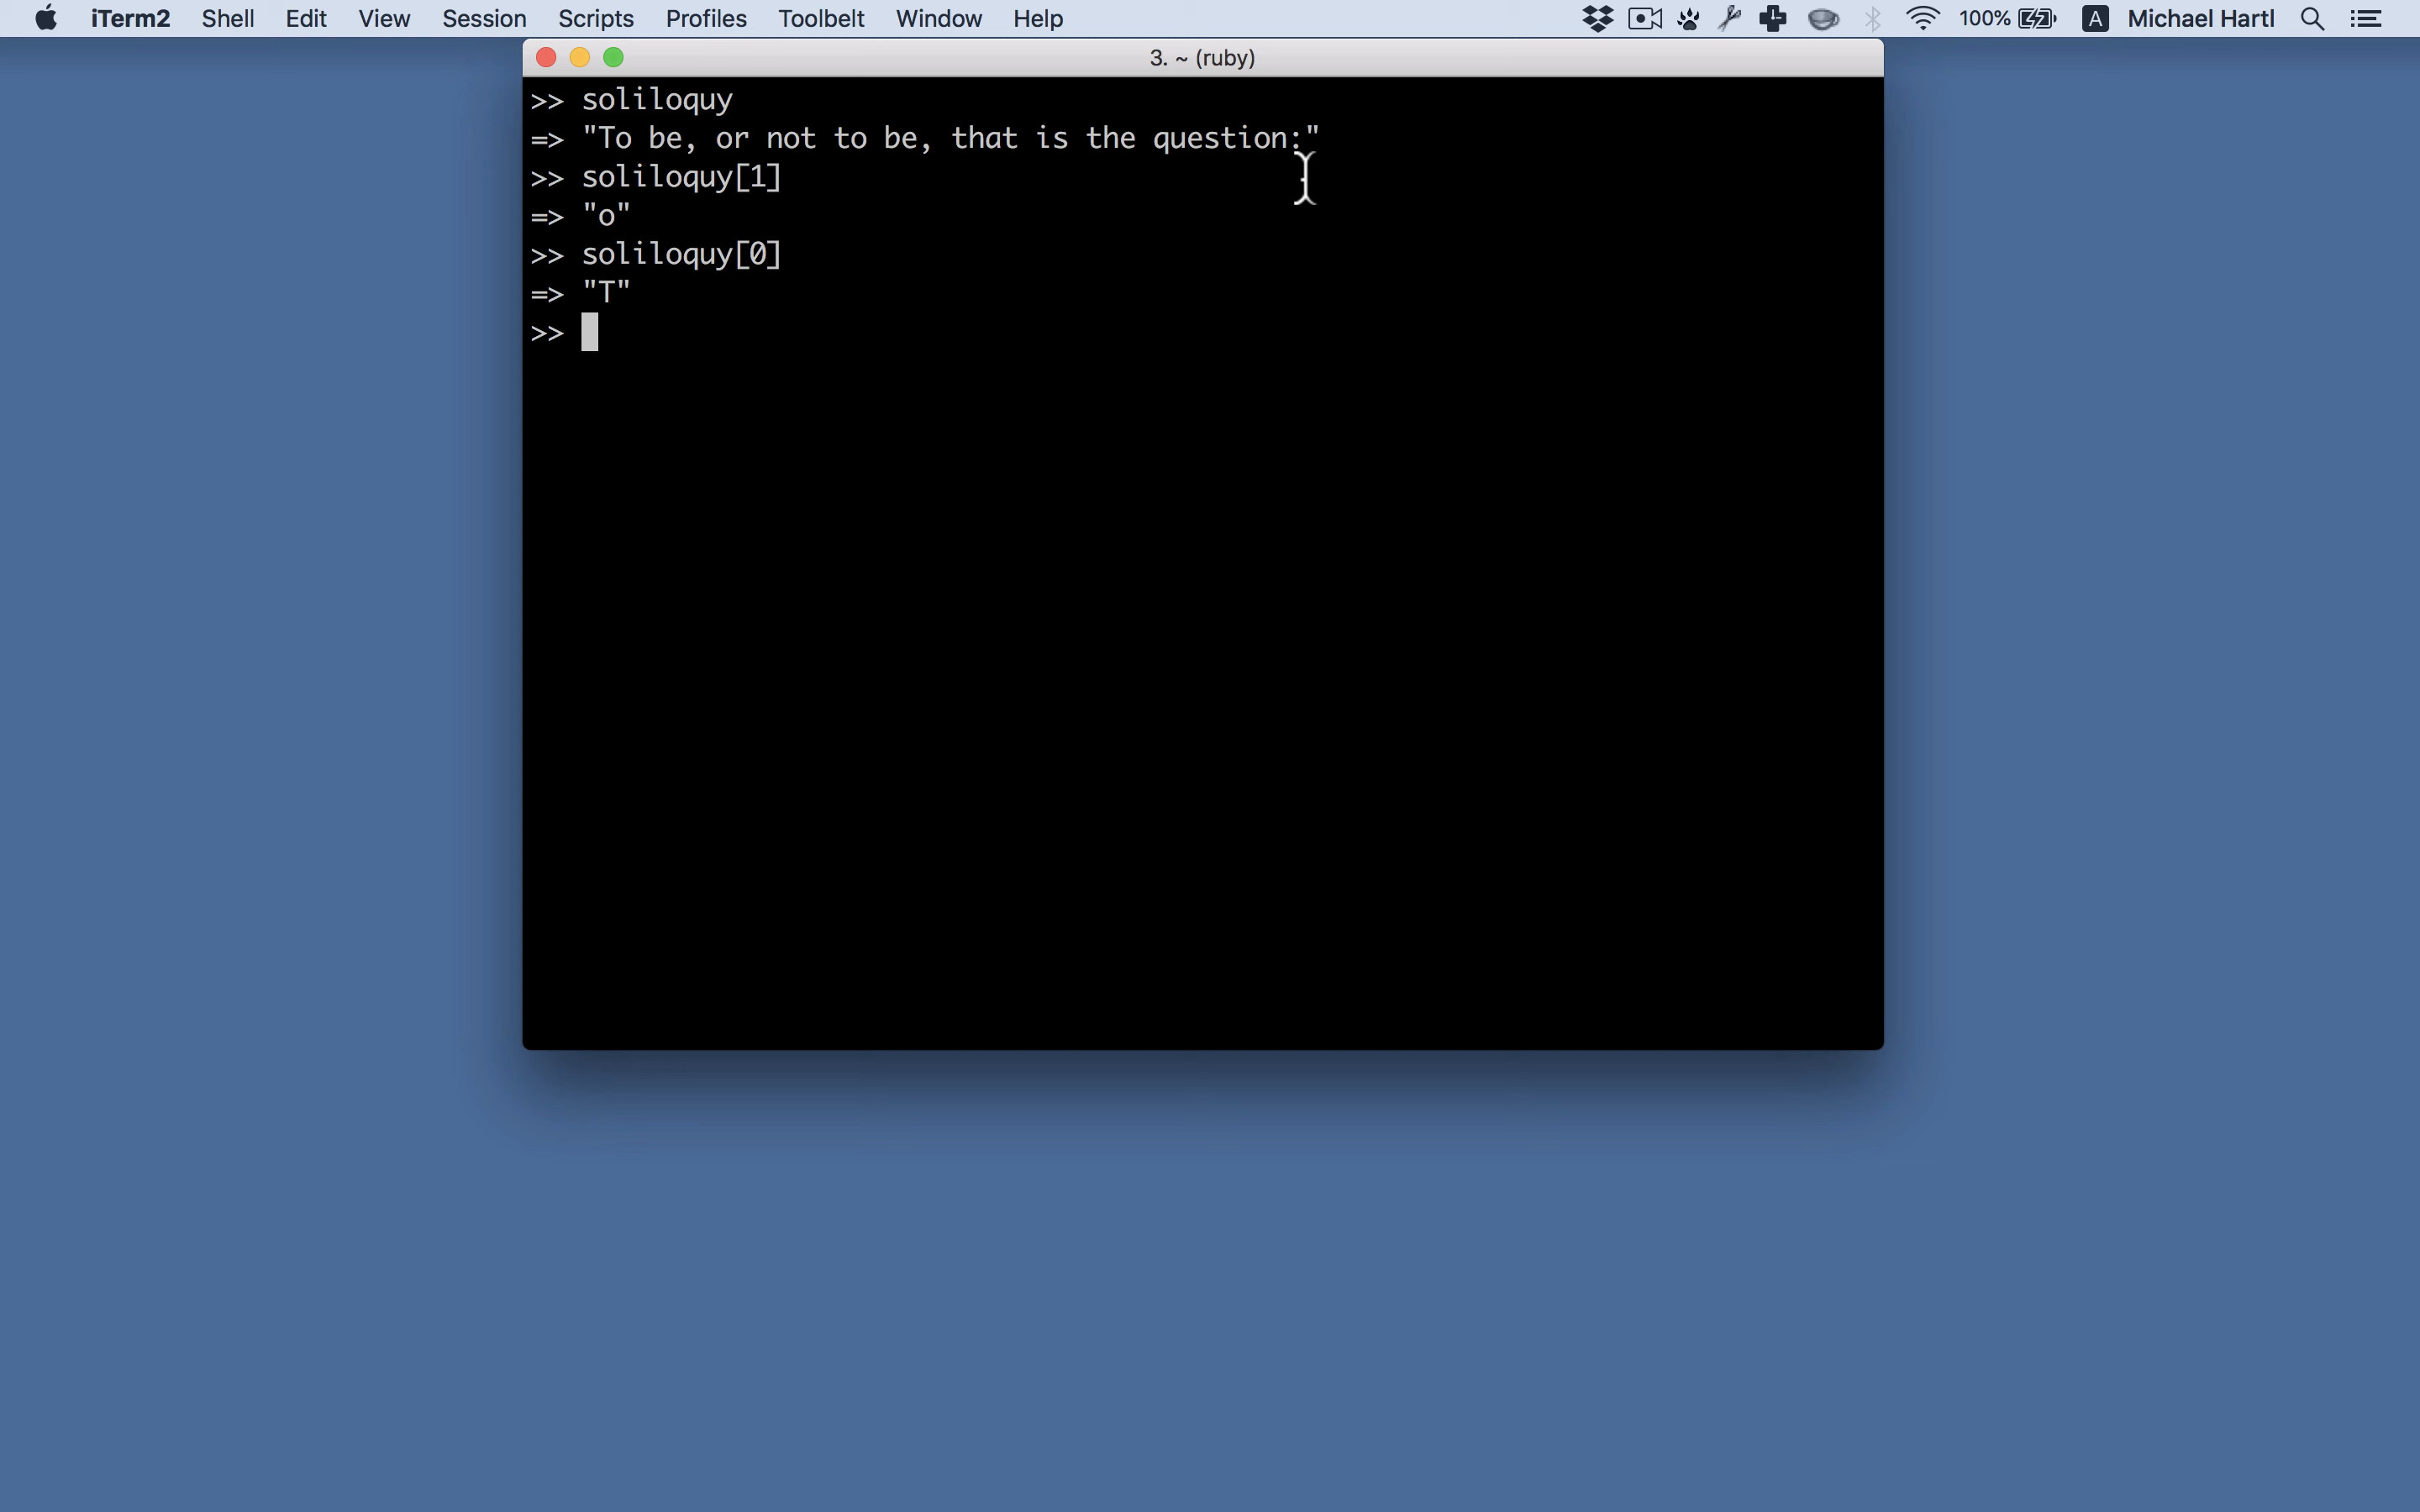 iTerm2 Shell Edit View Session Scripts Profiles Toolbelt Window Help 100% A Michael Hartl
3. ~ (ruby)
>> soliloquy
=> "To be, or not to be, that is the question:"
>> soliloquy[1]
=> "o"
>> soliloquy[0]
=> "T"
>>